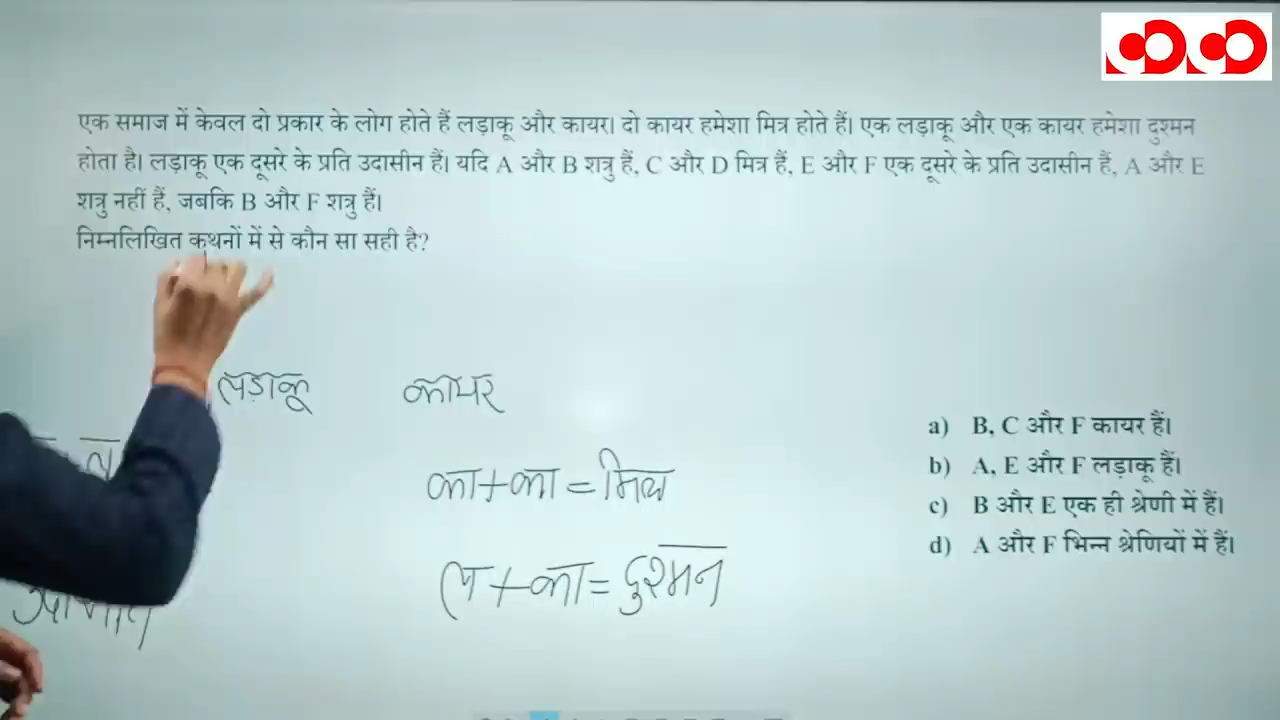 एक समाज में केवल दो प्रकार के लोग होते हैं लड़ाकू और कायर। दो कायर हमेशा मित्र होते हैं। एक लड़ाकू और एक कायर हमेशा दुश्मन
होता है। लड़ाकू एक दूसरे के प्रति उदासीन हैं। यदि A और B शत्रु हैं, C और D मित्र हैं, E और F एक दूसरे के प्रति उदासीन हैं, A और E
शत्रु नहीं हैं, जबकि B और F शत्रु हैं।
निम्नलिखित कथनों में से कौन सा सही है?
लड़ाकू कायर
का+का=मित्र
ल+का=दुश्मन
a) B, C और F कायर हैं।
b) A, E और F लड़ाकू हैं।
c) B और E एक ही श्रेणी में हैं।
d) A और F भिन्न श्रेणियों में हैं।